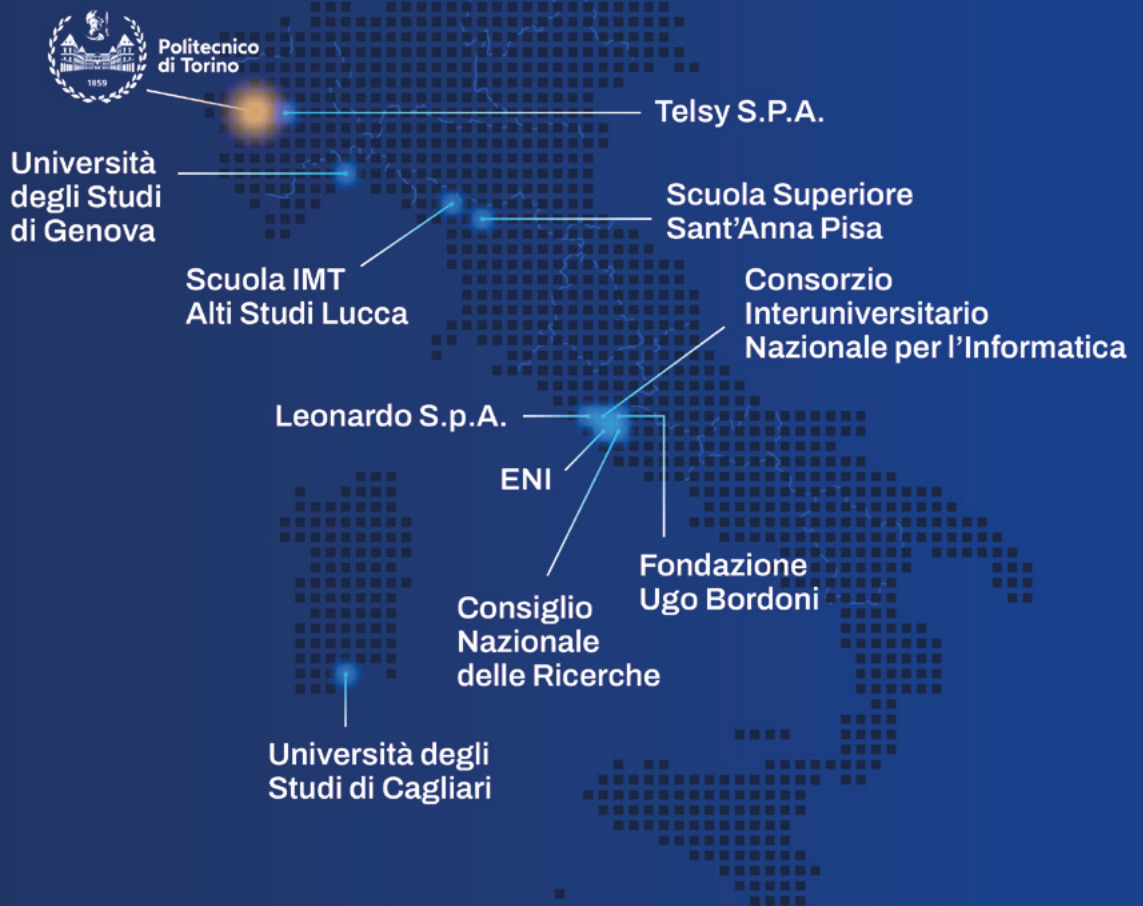 Politecnico
di Torino
1859
Telsy S.P.A.
Università
degli Studi
di Genova
Scuola Superiore
Sant'Anna Pisa
Scuola IMT
Alti Studi Lucca
Consorzio
Interuniversitario
Nazionale per l'Informatica
Leonardo S.p.A.
ENI
Fondazione
Ugo Bordoni
Consiglio
Nazionale
delle Ricerche
Università degli
Studi di Cagliari